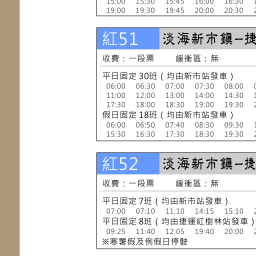 15:00 15:30 15:45 16:00 16:30
19:00 19:30 19:45 20:00 20:30
紅51 淡海新市鎮─捷
收費：一段票 緩衝區：無
平日固定30班（均由新市站發車）
06:00 06:30 07:00 07:30 08:00
11:00 12:00 13:00 14:00 14:30
17:30 18:00 18:30 19:00 19:30
假日固定18班（均由新市站發車）
06:00 06:50 07:40 08:30 09:30
15:30 16:30 17:30 18:30 19:30
紅52 淡海新市鎮─捷
收費：一段票 緩衝區：無
平日固定7班（均由新市站發車）
07:00 07:10 11:10 14:15 15:10
平日固定8班（均由捷運紅樹林站發車）
09:25 11:40 12:05 19:40 20:00
※寒暑假及例假日停駛